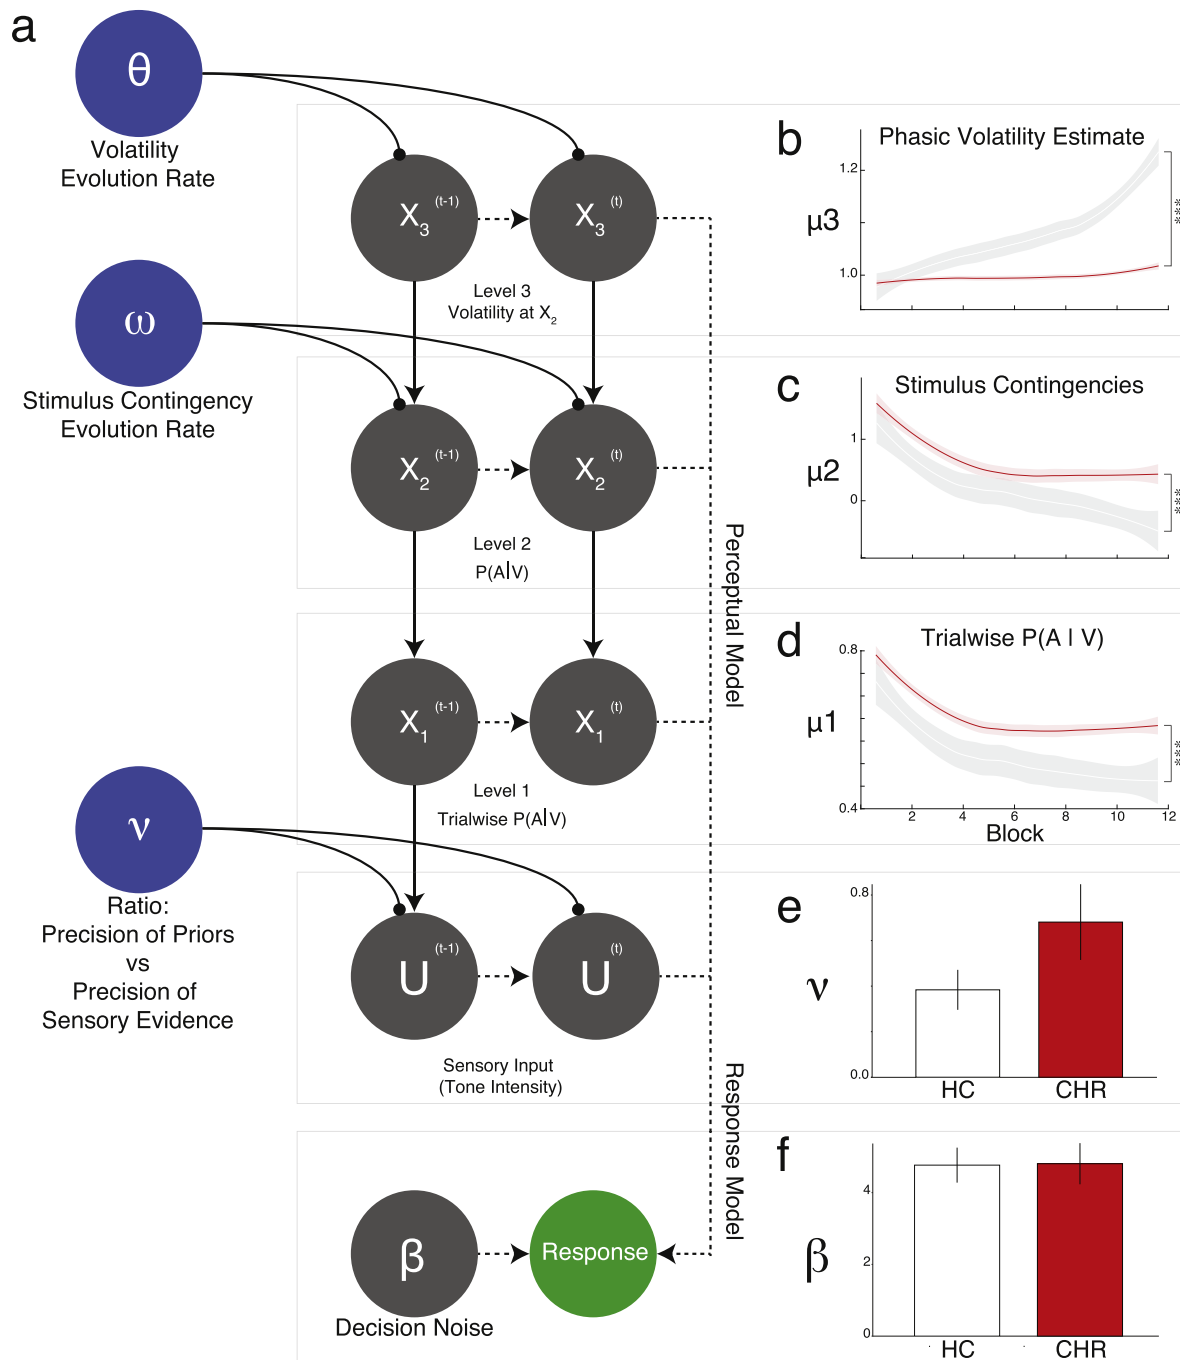 a
θ
Volatility
Evolution Rate
X3(t-1)
X3(t)
Level 3
Volatility at X2
ω
Stimulus Contingency
Evolution Rate
X2(t-1)
X2(t)
Level 2
P(A|V)
X1(t-1)
X1(t)
Level 1
Trialwise P(A|V)
ν
Ratio:
Precision of Priors
vs
Precision of
Sensory Evidence
U(t-1)
U(t)
Sensory Input
(Tone Intensity)
β
Response
Decision Noise
Perceptual Model
Response Model
b
Phasic Volatility Estimate
μ3
1.2
1.0
***
c
Stimulus Contingencies
μ2
1
0
***
d
Trialwise P(A | V)
μ1
0.8
0.4
***
2 4 6 8 10 12
Block
e
ν
0.8
0.0
HC CHR
f
β
4
2
0
HC CHR